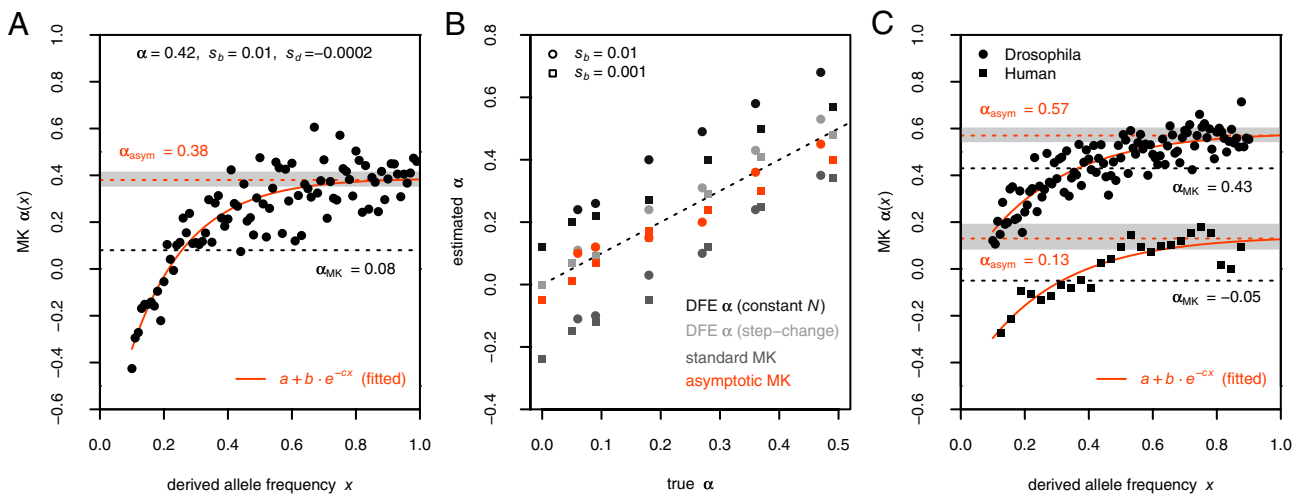 A
α = 0.42, s_b = 0.01, s_d = −0.0002
α_asym = 0.38
α_MK = 0.08
a + b · e^−cx (fitted)
MK α(x)
1.0
0.8
0.6
0.4
0.2
0.0
−0.2
−0.4
−0.6
0.0 0.2 0.4 0.6 0.8 1.0
derived allele frequency x
B
s_b = 0.01
s_b = 0.001
DFE α (constant N)
DFE α (step−change)
standard MK
asymptotic MK
estimated α
0.8
0.6
0.4
0.2
0.0
−0.2
−0.4
0.0 0.1 0.2 0.3 0.4 0.5
true α
C
Drosophila
Human
α_asym = 0.57
α_MK = 0.43
α_asym = 0.13
α_MK = −0.05
a + b · e^−cx (fitted)
MK α(x)
1.0
0.8
0.6
0.4
0.2
0.0
−0.2
−0.4
−0.6
0.0 0.2 0.4 0.6 0.8 1.0
derived allele frequency x